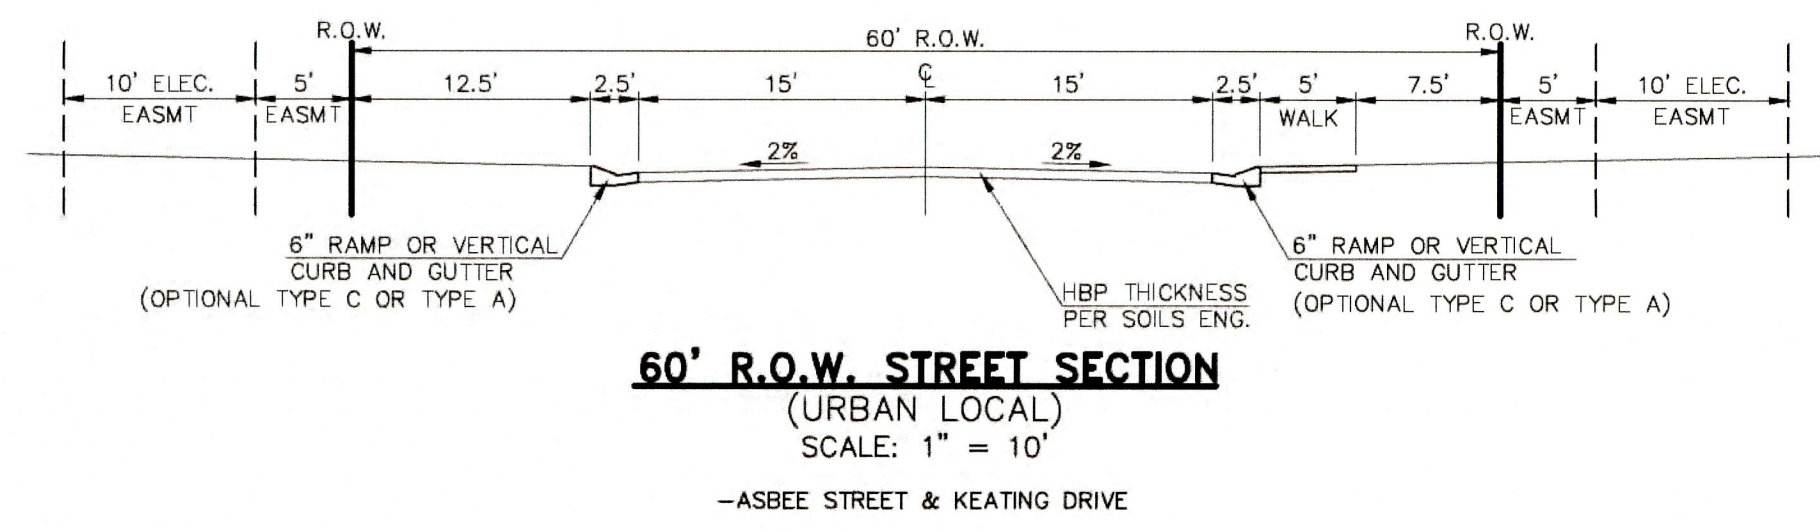 R.O.W. R.O.W.
60' R.O.W.
10' ELEC. 5' 12.5' 2.5' 15' ℄ 15' 2.5' 5' 7.5' 5' 10' ELEC.
EASMT EASMT WALK EASMT EASMT
2% 2%
6" RAMP OR VERTICAL
CURB AND GUTTER
(OPTIONAL TYPE C OR TYPE A)
HBP THICKNESS
PER SOILS ENG.
6" RAMP OR VERTICAL
CURB AND GUTTER
(OPTIONAL TYPE C OR TYPE A)
60' R.O.W. STREET SECTION
(URBAN LOCAL)
SCALE: 1" = 10'
-ASBEE STREET & KEATING DRIVE